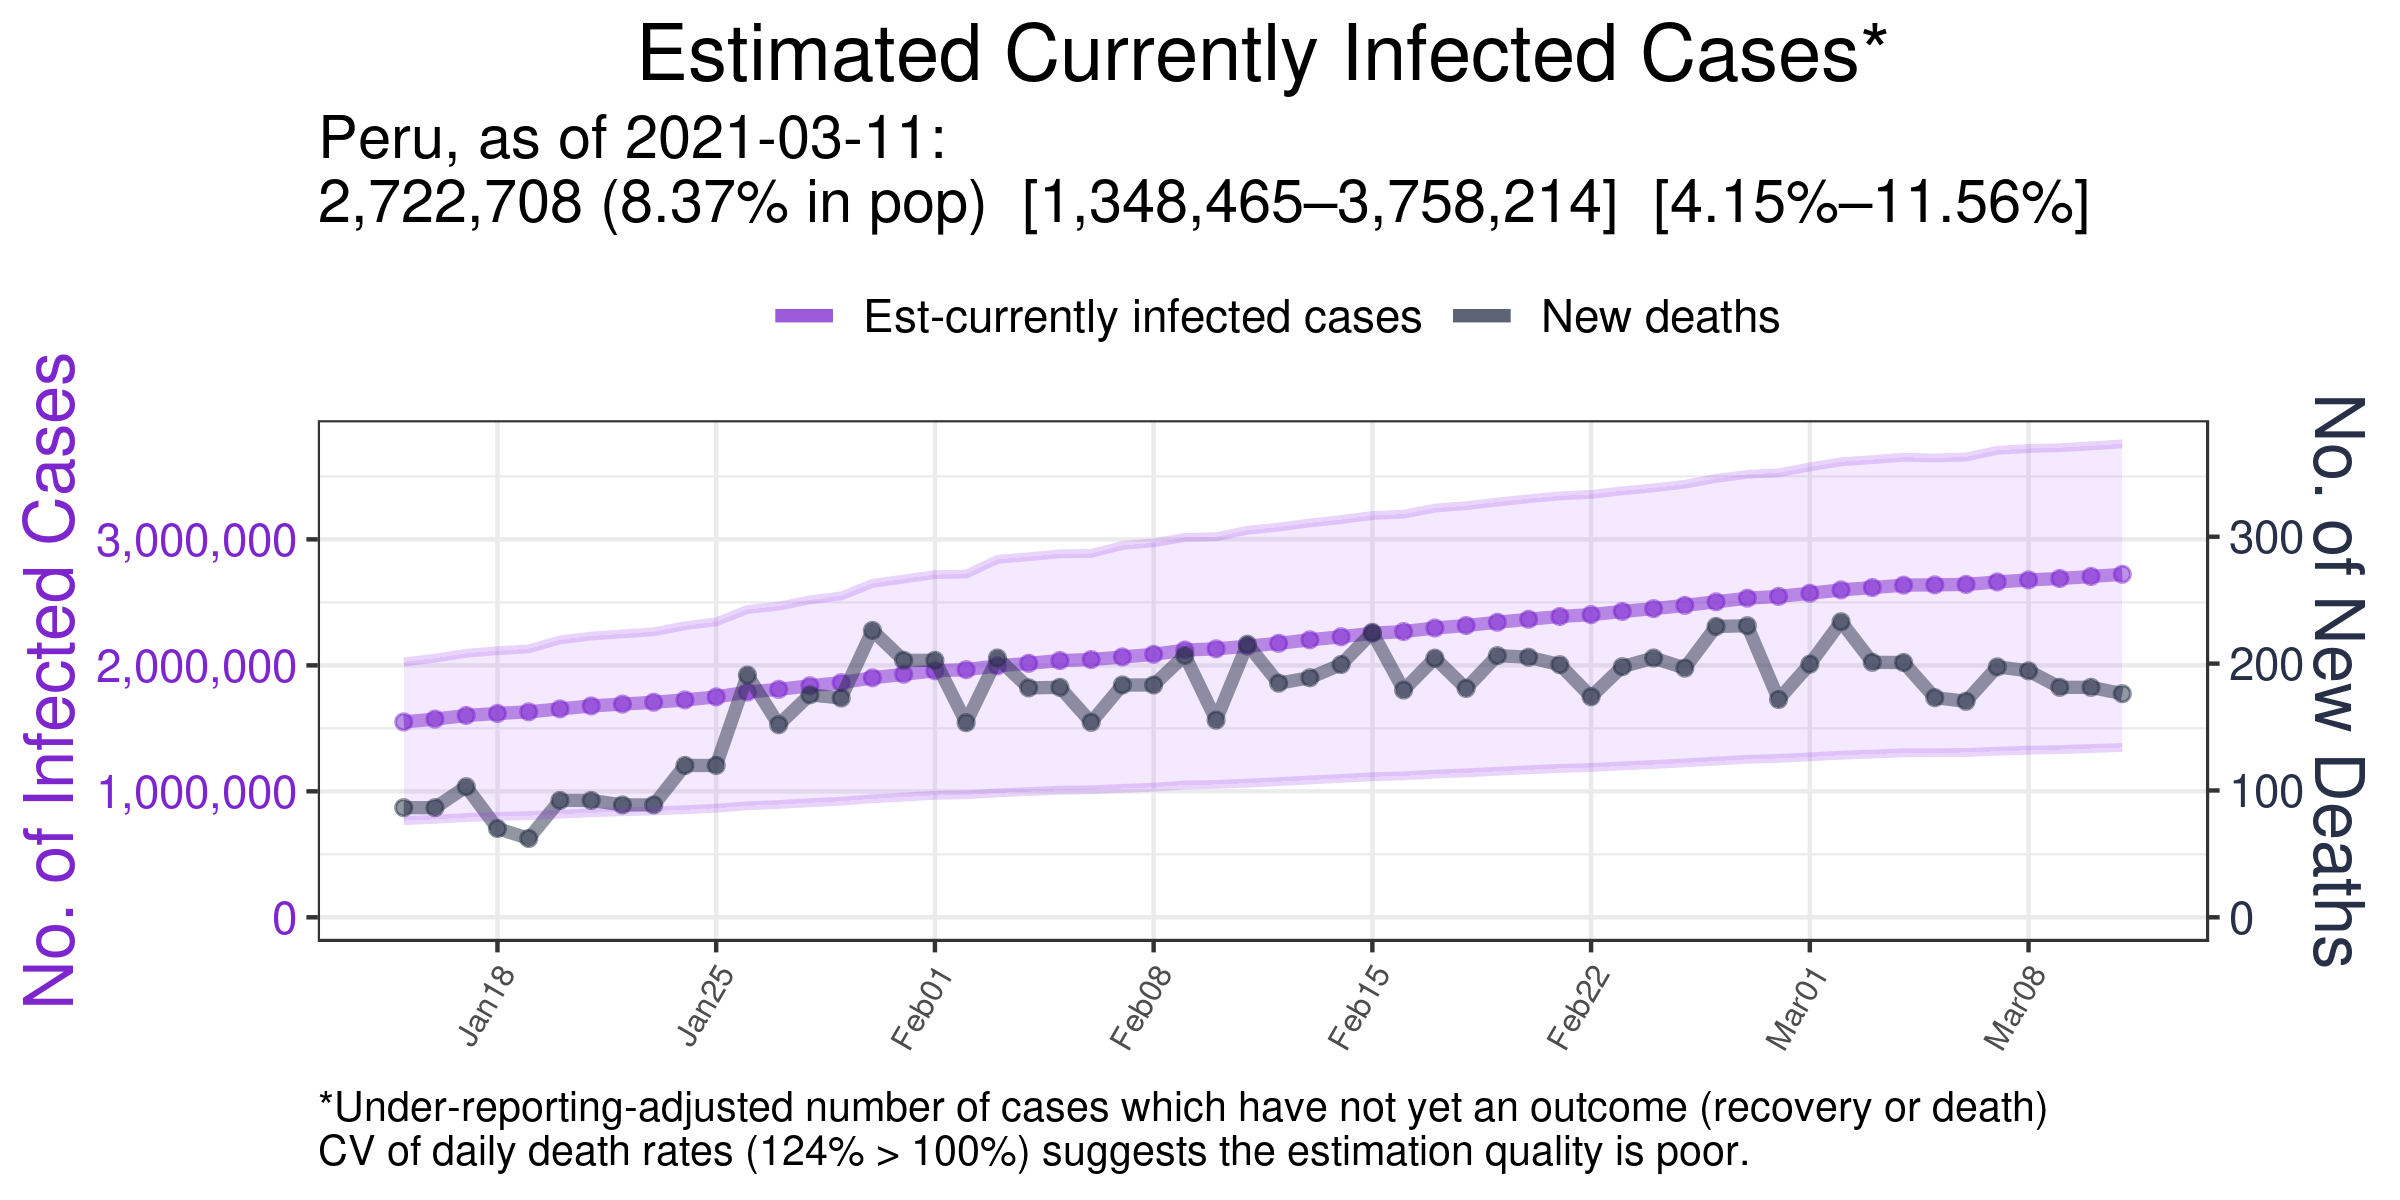 Estimated Currently Infected Cases*
Peru, as of 2021-03-11:
2,722,708 (8.37% in pop)  [1,348,465–3,758,214]  [4.15%–11.56%]
Est-currently infected cases
New deaths
No. of Infected Cases
3,000,000
2,000,000
1,000,000
0
300
200
100
0
No. of New Deaths
Jan18
Jan25
Feb01
Feb08
Feb15
Feb22
Mar01
Mar08
*Under-reporting-adjusted number of cases which have not yet an outcome (recovery or death)
CV of daily death rates (124% > 100%) suggests the estimation quality is poor.